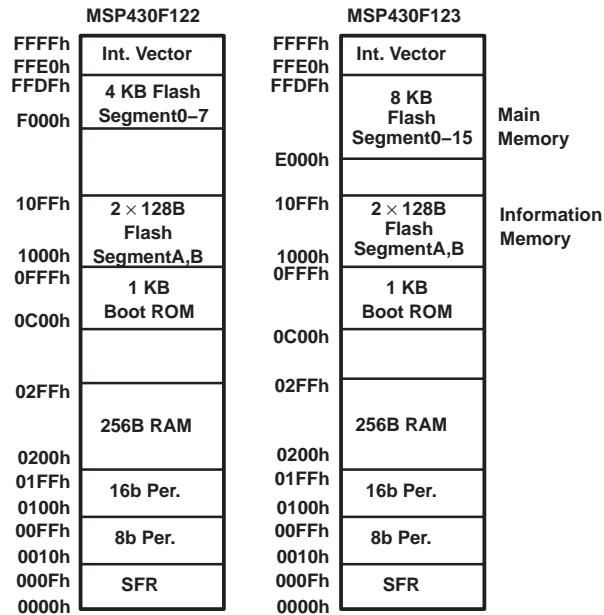 MSP430F122
FFFFh
Int. Vector
FFE0h
FFDFh
4 KB Flash
Segment0−7
F000h
10FFh
2 × 128B
Flash
SegmentA,B
1000h
0FFFh
1 KB
Boot ROM
0C00h
02FFh
256B RAM
0200h
01FFh
16b Per.
0100h
00FFh
8b Per.
0010h
000Fh
SFR
0000h
MSP430F123
FFFFh
Int. Vector
FFE0h
FFDFh
8 KB
Flash
Segment0−15
Main
Memory
E000h
10FFh
2 × 128B
Flash
SegmentA,B
Information
Memory
1000h
0FFFh
1 KB
Boot ROM
0C00h
02FFh
256B RAM
0200h
01FFh
16b Per.
0100h
00FFh
8b Per.
0010h
000Fh
SFR
0000h